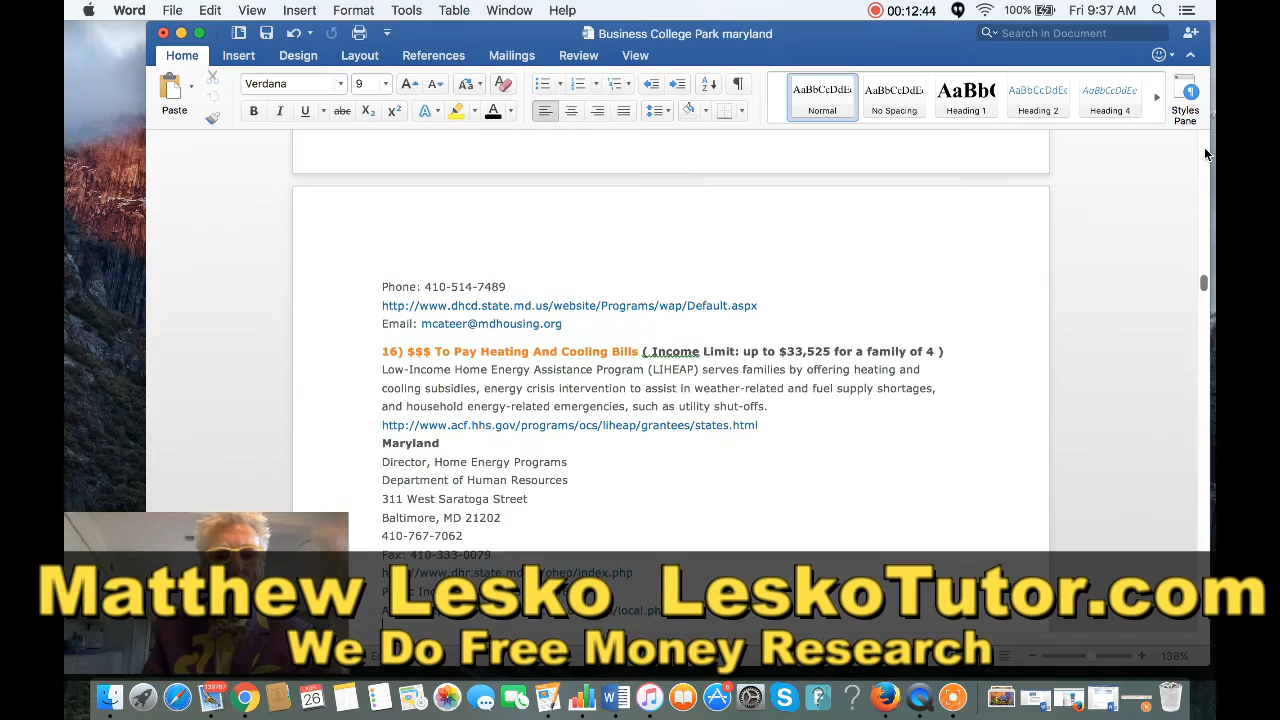 Word File Edit View Insert Format Tools Table Window Help 00:12:44 100% Fri 9:37 AM
Business College Park maryland Search in Document
Home Insert Design Layout References Mailings Review View
Verdana 9
Paste
AaBbCcDdEe AaBbCcDdEe AaBbC AaBbCcDdEe AaBbCcDdEe
Normal No Spacing Heading 1 Heading 2 Heading 4 Styles Pane
Phone: 410-514-7489
http://www.dhcd.state.md.us/website/Programs/wap/Default.aspx
Email: mcateer@mdhousing.org
16) $$$ To Pay Heating And Cooling Bills ( Income Limit: up to $33,525 for a family of 4 )
Low-Income Home Energy Assistance Program (LIHEAP) serves families by offering heating and
cooling subsidies, energy crisis intervention to assist in weather-related and fuel supply shortages,
and household energy-related emergencies, such as utility shut-offs.
http://www.acf.hhs.gov/programs/ocs/liheap/grantees/states.html
Maryland
Director, Home Energy Programs
Department of Human Resources
311 West Saratoga Street
Baltimore, MD 21202
410-767-7062
Fax: 410-333-0079
Matthew Lesko LeskoTutor.com
We Do Free Money Research
138%